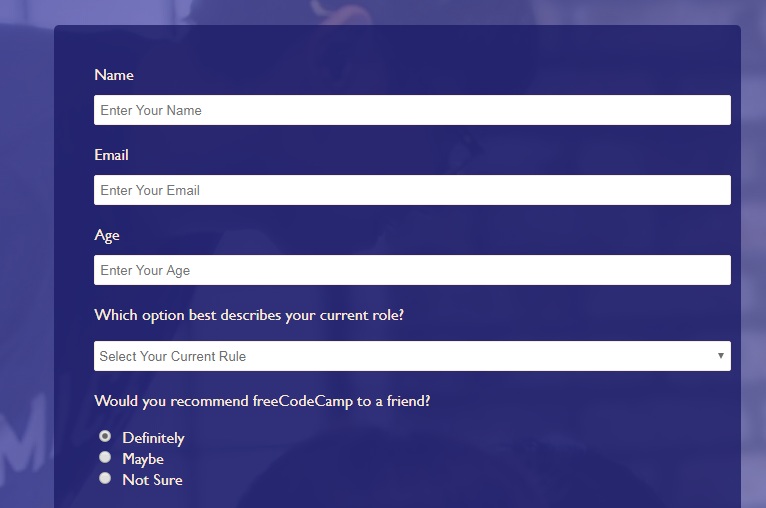 Name
Enter Your Name
Email
Enter Your Email
Age
Enter Your Age
Which option best describes your current role?
Select Your Current Rule
Would you recommend freeCodeCamp to a friend?
Definitely
Maybe
Not Sure